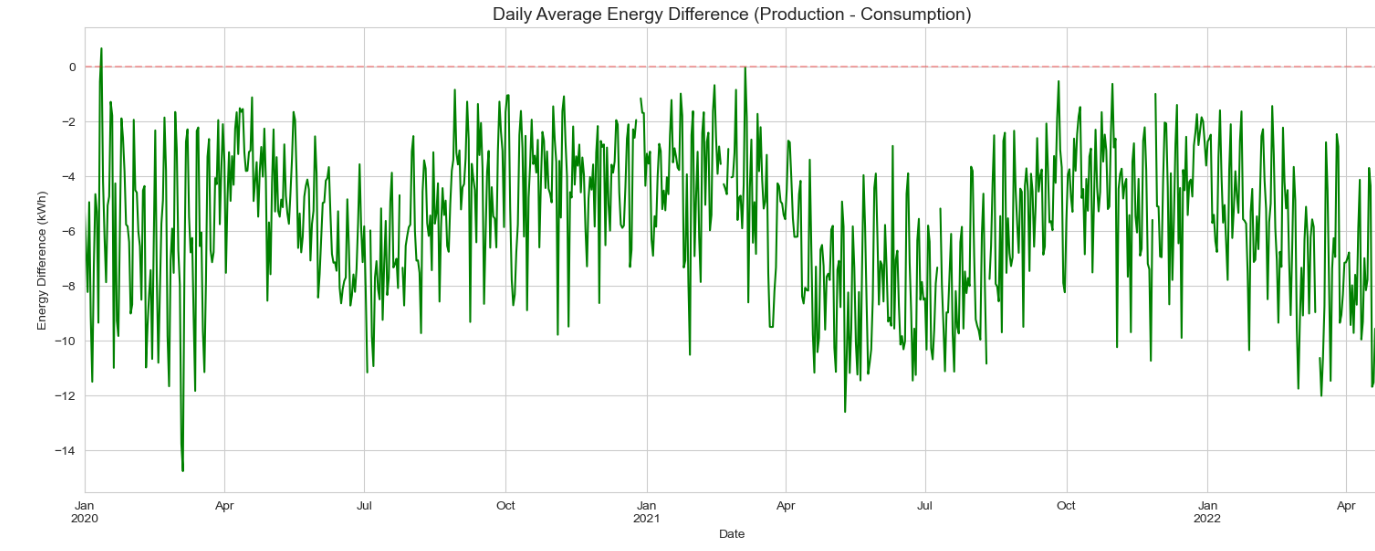 Daily Average Energy Difference (Production - Consumption)
Energy Difference (kWh)
0
−2
−4
−6
−8
−10
−12
−14
Jan Apr Jul Oct Jan Apr Jul Oct Jan Apr
2020 2021 2022
Date